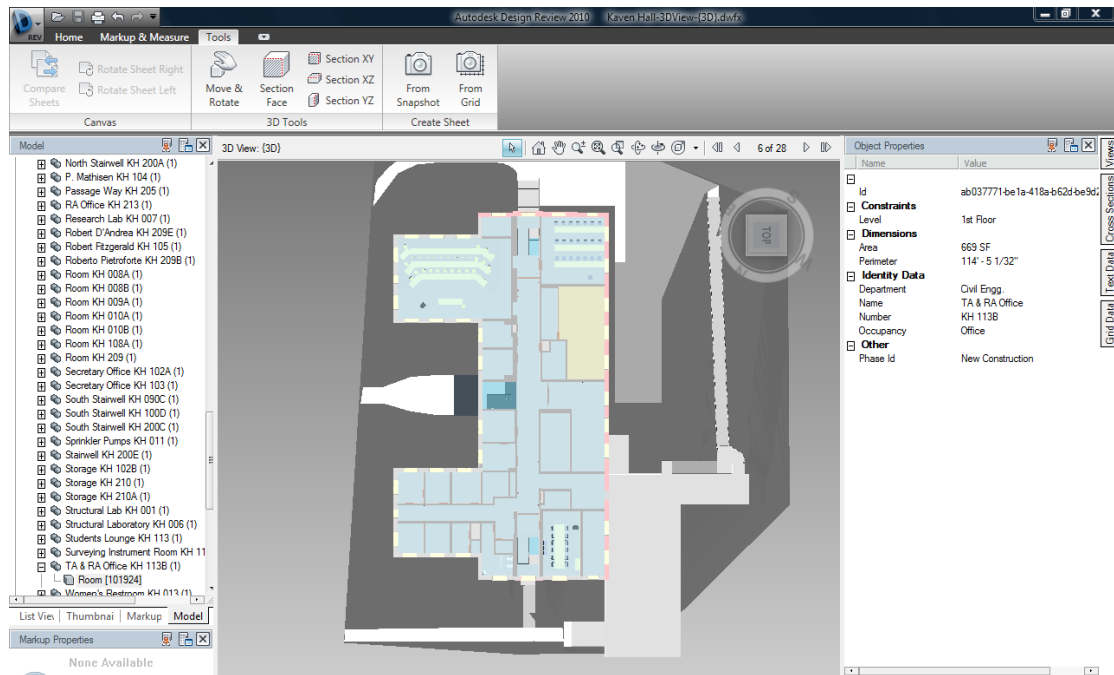 Autodesk Design Review 2010 Kaven Hall-3DView-{3D}.dwfx
REV Home Markup & Measure Tools
Compare Sheets
Rotate Sheet Right
Rotate Sheet Left
Canvas
Move & Rotate
Section Face
Section XY
Section XZ
Section YZ
3D Tools
From Snapshot
From Grid
Create Sheet
Model
North Stairwell KH 200A (1)
P. Mathisen KH 104 (1)
Passage Way KH 205 (1)
RA Office KH 213 (1)
Research Lab KH 007 (1)
Robert D'Andrea KH 209E (1)
Robert Fitzgerald KH 105 (1)
Roberto Pietroforte KH 209B (1)
Room KH 008A (1)
Room KH 008B (1)
Room KH 009A (1)
Room KH 010A (1)
Room KH 010B (1)
Room KH 108A (1)
Room KH 209 (1)
Secretary Office KH 102A (1)
Secretary Office KH 103 (1)
South Stairwell KH 090C (1)
South Stairwell KH 100D (1)
South Stairwell KH 200C (1)
Sprinkler Pumps KH 011 (1)
Stairwell KH 200E (1)
Storage KH 102B (1)
Storage KH 210 (1)
Storage KH 210A (1)
Structural Lab KH 001 (1)
Structural Laboratory KH 006 (1)
Students Lounge KH 113 (1)
Surveying Instrument Room KH 11
TA & RA Office KH 113B (1)
Room [101924]
Women's Restroom KH 013 (1)
List Viev Thumbnai Markup Model
Markup Properties
None Available
3D View: {3D}
6 of 28
TOP
Object Properties
Name Value
Id ab037771-be1a-418a-b62d-be9d2
Constraints
Level 1st Floor
Dimensions
Area 669 SF
Perimeter 114' - 5 1/32"
Identity Data
Department Civil Engg.
Name TA & RA Office
Number KH 113B
Occupancy Office
Other
Phase Id New Construction
Views
Cross Sections
Text Data
Grid Data